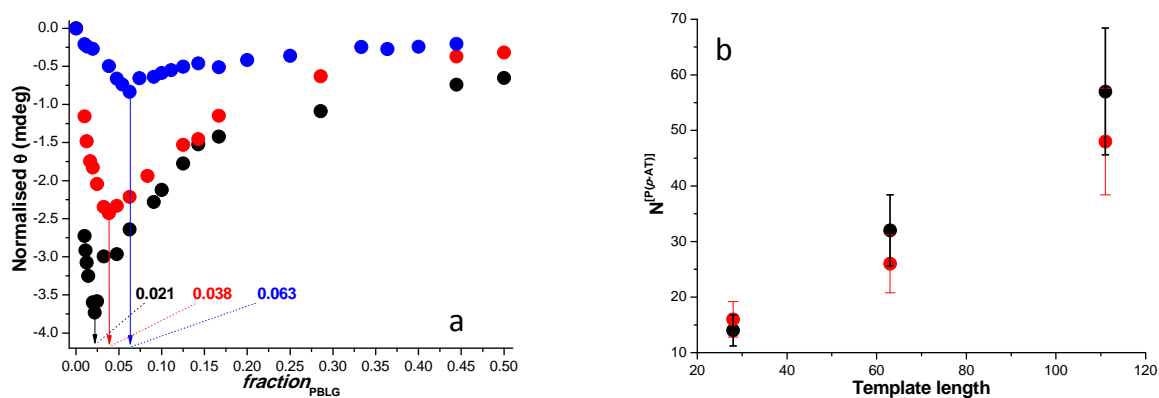 0.0
-0.5
-1.0
-1.5
-2.0
-2.5
-3.0
-3.5
-4.0
Normalised θ (mdeg)
0.021 0.038 0.063
a
0.00 0.05 0.10 0.15 0.20 0.25 0.30 0.35 0.40 0.45 0.50
fraction PBLG
b
70
60
50
40
30
20
10
N[P(p-AT)]
20 40 60 80 100 120
Template length